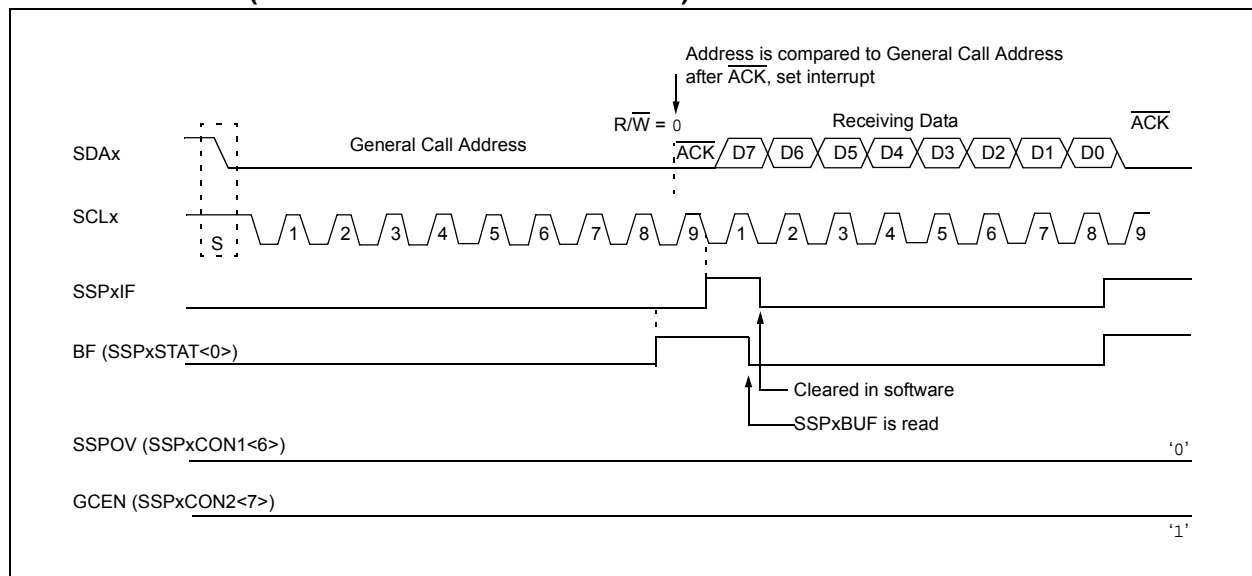 Address is compared to General Call Address
after ACK, set interrupt
R/W = 0
Receiving Data
ACK
SDAx
General Call Address
ACK D7 D6 D5 D4 D3 D2 D1 D0
SCLx
S
1 2 3 4 5 6 7 8 9 1 2 3 4 5 6 7 8 9
SSPxIF
BF (SSPxSTAT<0>)
Cleared in software
SSPxBUF is read
SSPOV (SSPxCON1<6>)
‘0’
GCEN (SSPxCON2<7>)
‘1’